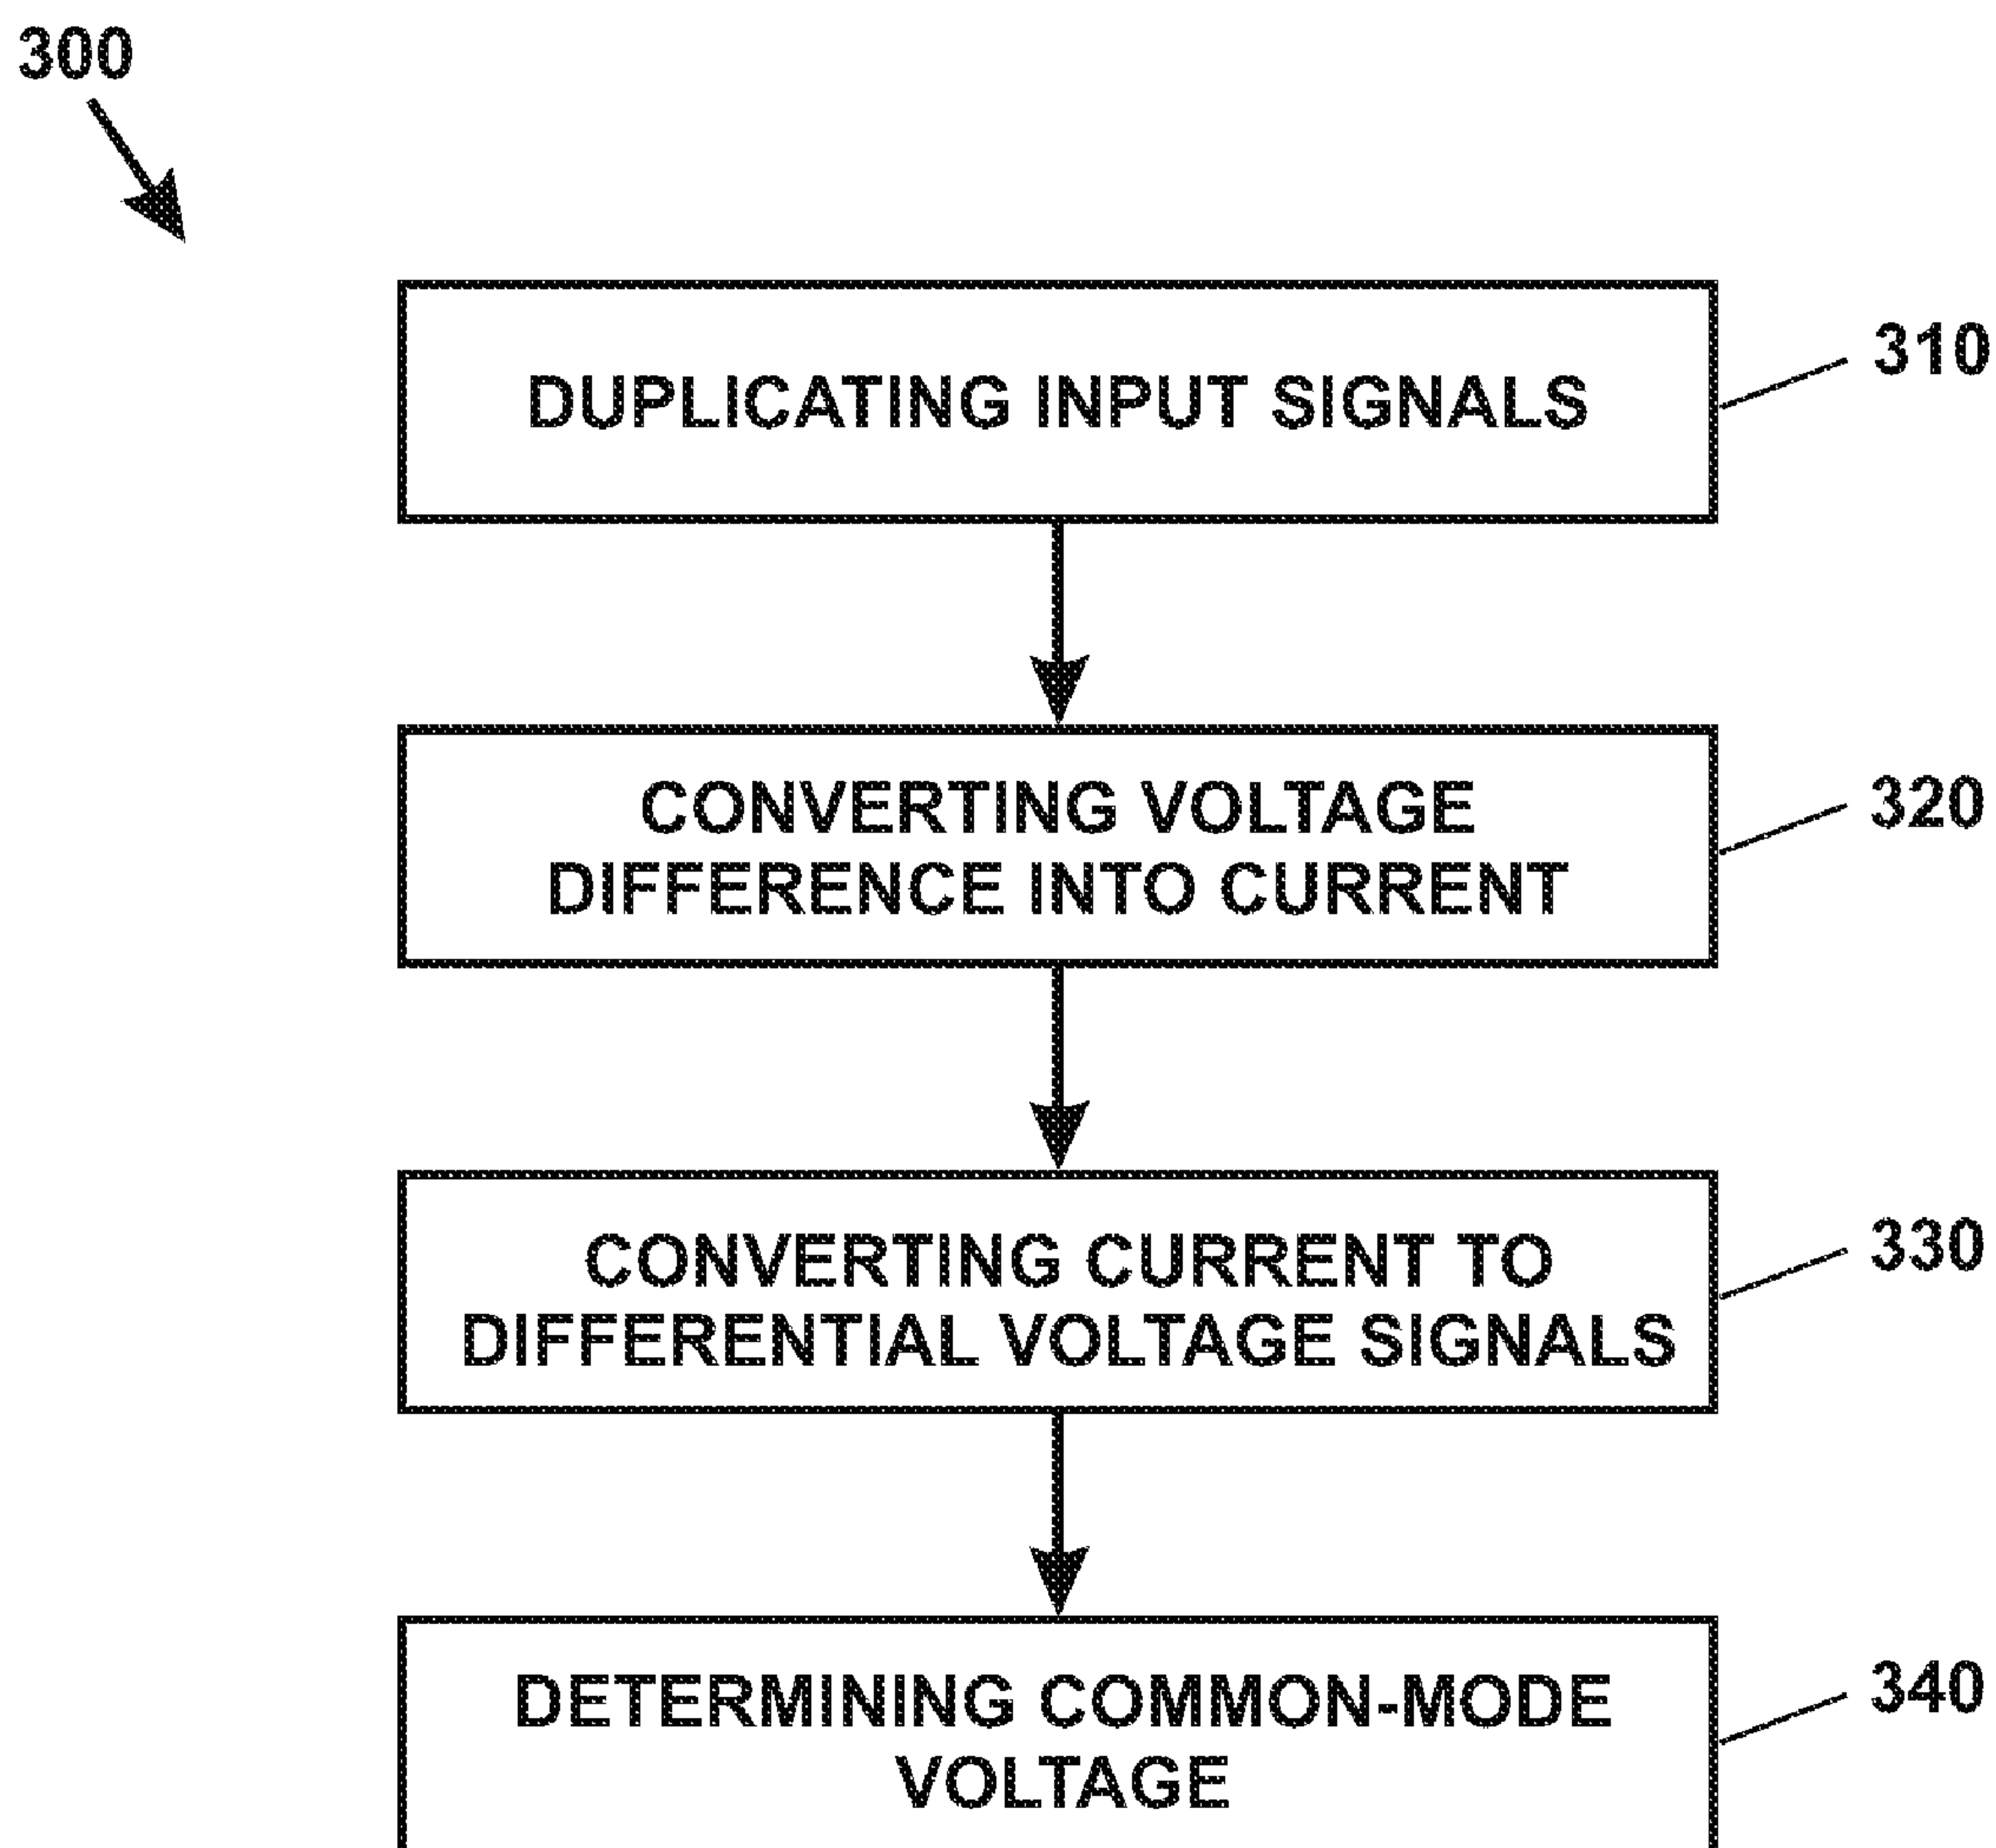 300
DUPLICATING INPUT SIGNALS
310
CONVERTING VOLTAGE
DIFFERENCE INTO CURRENT
320
CONVERTING CURRENT TO
DIFFERENTIAL VOLTAGE SIGNALS
330
DETERMINING COMMON-MODE
VOLTAGE
340